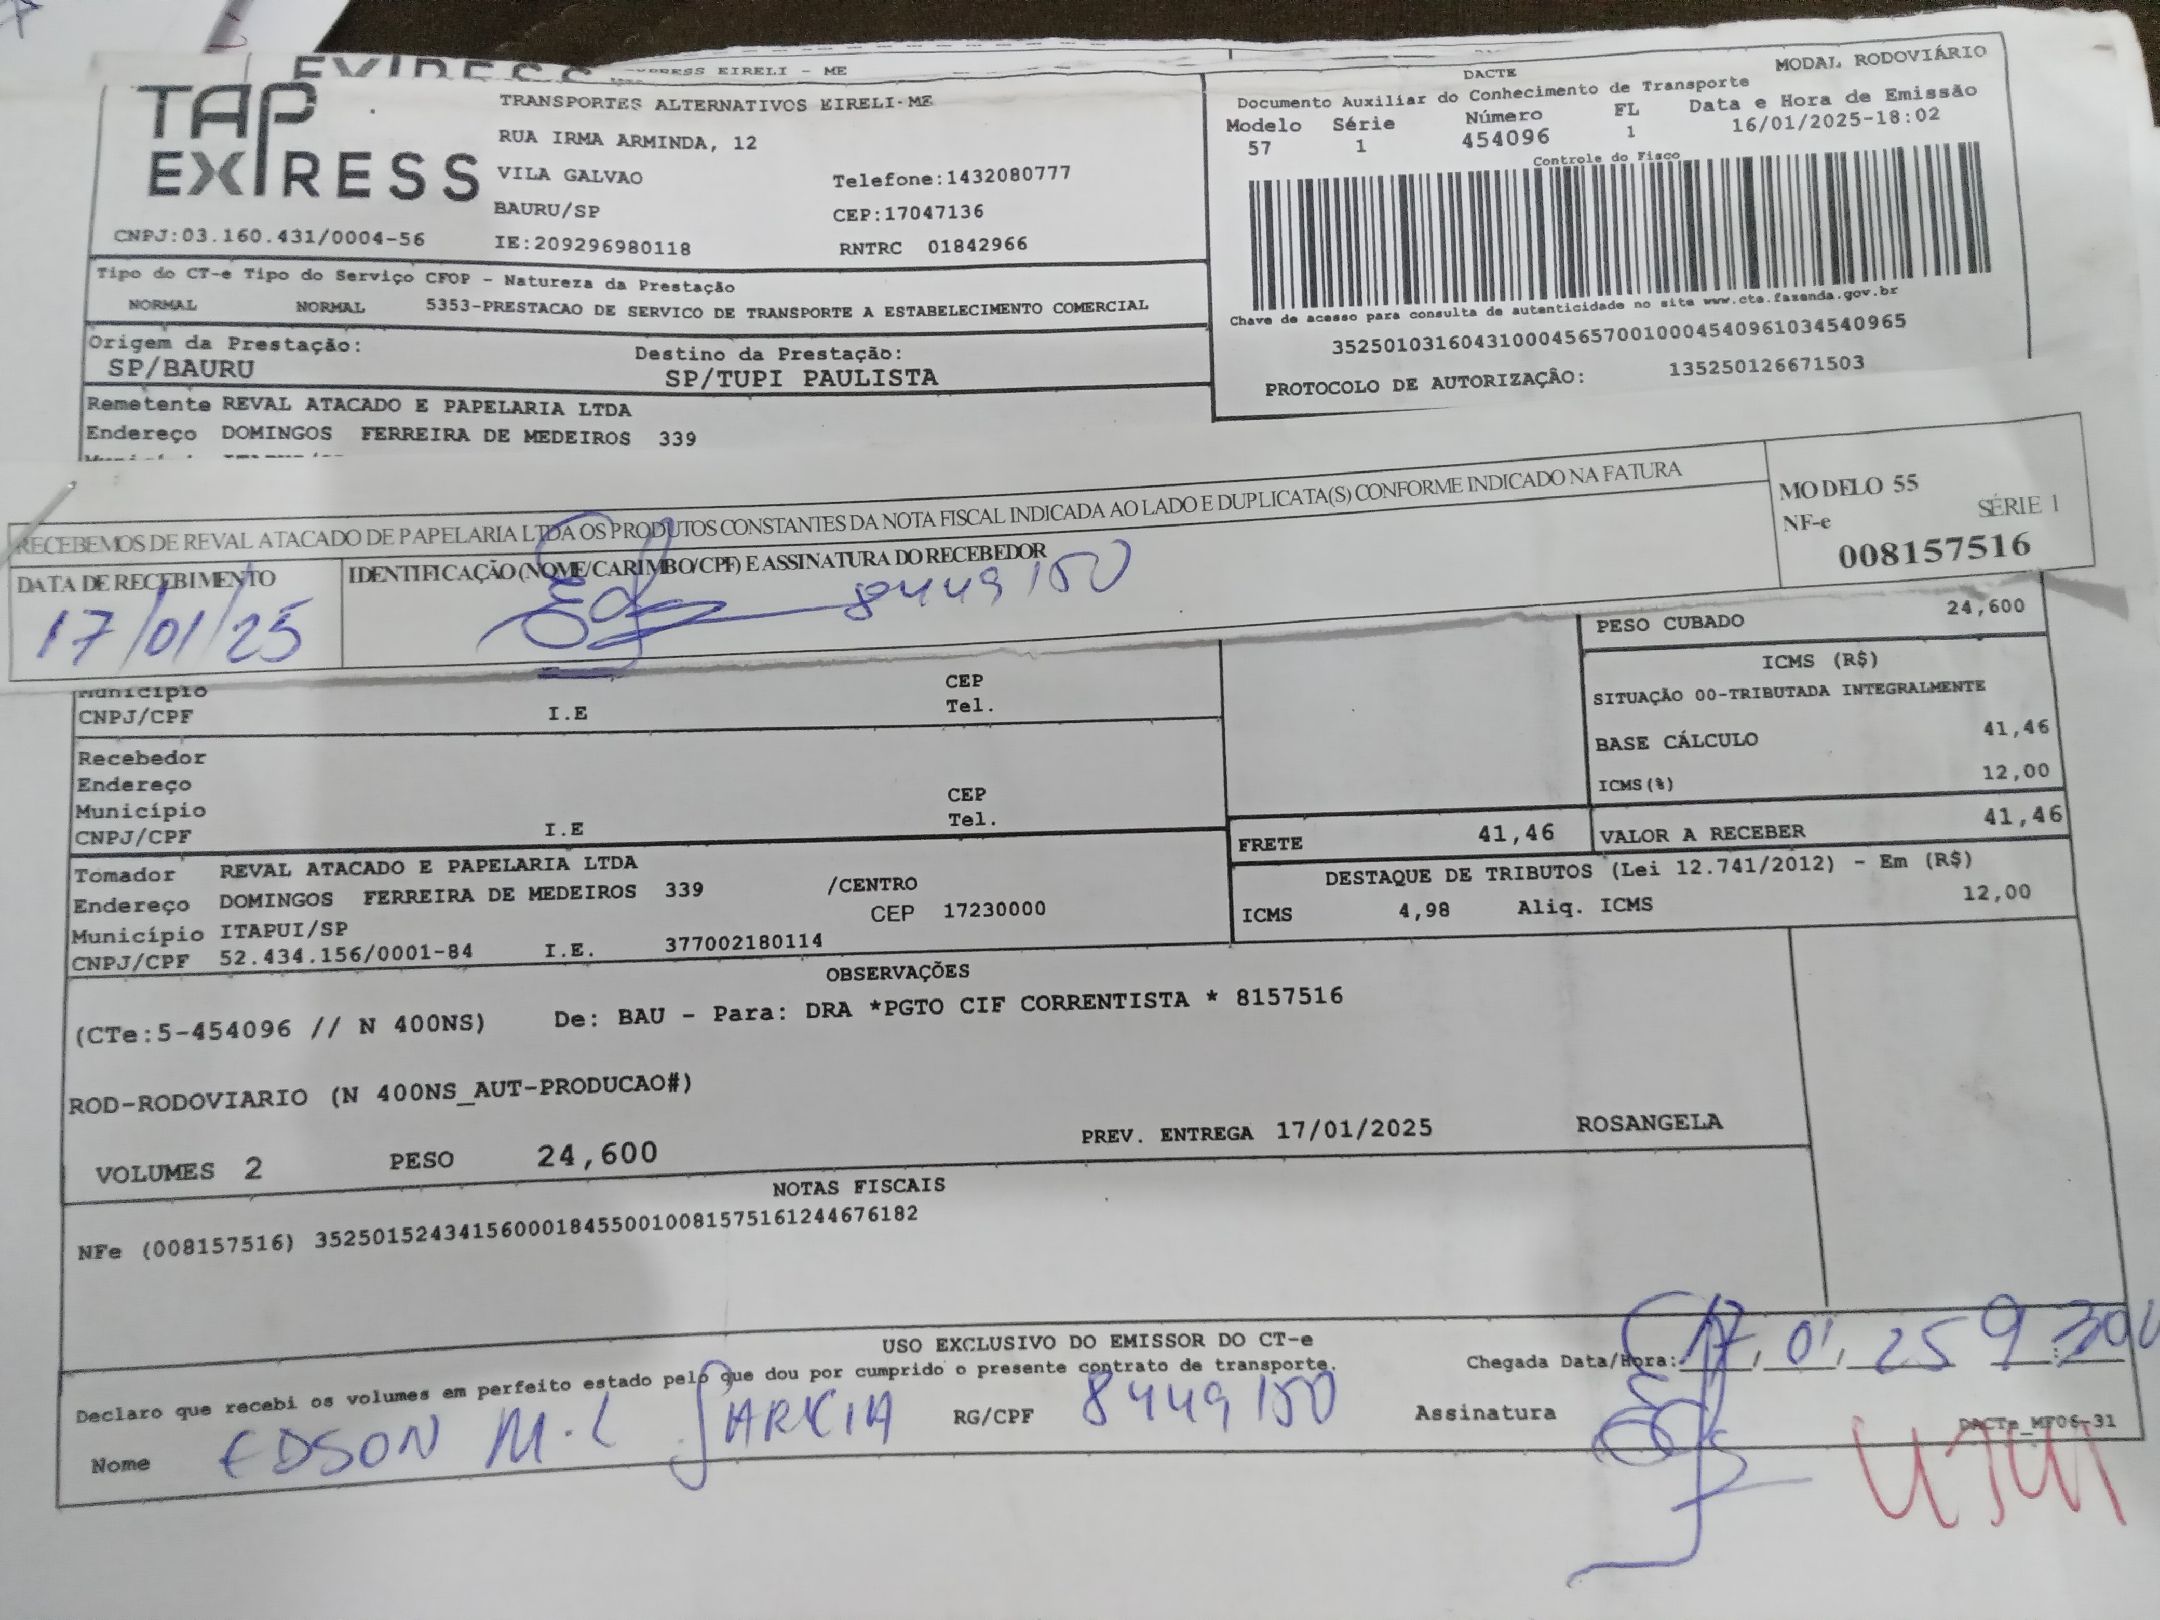 TAP EXPRESS
EIRELI - ME
TRANSPORTES ALTERNATIVOS EIRELI-ME
RUA IRMA ARMINDA, 12
VILA GALVAO Telefone:1432080777
BAURU/SP CEP:17047136
CNPJ:03.160.431/0004-56 IE:209296980118 RNTRC 01842966
DACTE MODAL RODOVIÁRIO
Documento Auxiliar do Conhecimento de Transporte
Modelo Série Número FL Data e Hora de Emissão
57 1 454096 1 16/01/2025-18:02
Controle do Fisco
Chave de acesso para consulta de autenticidade no site www.cte.fazenda.gov.br
35250103160431000456570010004540961034540965
PROTOCOLO DE AUTORIZAÇÃO: 135250126671503
Tipo do CT-e Tipo do Serviço CFOP - Natureza da Prestação
NORMAL NORMAL 5353-PRESTACAO DE SERVICO DE TRANSPORTE A ESTABELECIMENTO COMERCIAL
Origem da Prestação: Destino da Prestação:
SP/BAURU SP/TUPI PAULISTA
Remetente REVAL ATACADO E PAPELARIA LTDA
Endereço DOMINGOS FERREIRA DE MEDEIROS 339
RECEBEMOS DE REVAL ATACADO DE PAPELARIA LTDA OS PRODUTOS CONSTANTES DA NOTA FISCAL INDICADA AO LADO E DUPLICATA(S) CONFORME INDICADO NA FATURA
MODELO 55
NF-e SÉRIE 1
008157516
DATA DE RECEBIMENTO IDENTIFICAÇÃO (NOME/CARIMBO/CPF) E ASSINATURA DO RECEBEDOR
17/01/25 8449150
PESO CUBADO 24,600
ICMS (R$)
SITUAÇÃO 00-TRIBUTADA INTEGRALMENTE
BASE CÁLCULO 41,46
ICMS(%) 12,00
Município CEP
CNPJ/CPF I.E Tel.
Recebedor
Endereço
Município CEP
CNPJ/CPF I.E Tel.
FRETE 41,46 VALOR A RECEBER 41,46
Tomador REVAL ATACADO E PAPELARIA LTDA
Endereço DOMINGOS FERREIRA DE MEDEIROS 339 /CENTRO
Município ITAPUI/SP CEP 17230000
CNPJ/CPF 52.434.156/0001-84 I.E. 377002180114
DESTAQUE DE TRIBUTOS (Lei 12.741/2012) - Em (R$)
ICMS 4,98 Aliq. ICMS 12,00
OBSERVAÇÕES
(CTe:5-454096 // N 400NS) De: BAU - Para: DRA *PGTO CIF CORRENTISTA * 8157516
ROD-RODOVIARIO (N 400NS_AUT-PRODUCAO#)
VOLUMES 2 PESO 24,600 PREV. ENTREGA 17/01/2025 ROSANGELA
NOTAS FISCAIS
NFe (008157516) 35250152434156000184550010081575161244676182
USO EXCLUSIVO DO EMISSOR DO CT-e
Declaro que recebi os volumes em perfeito estado pelo que dou por cumprido o presente contrato de transporte. Chegada Data/Hora: 17/01/25 9:30
Nome EDSON M. L GARKIA RG/CPF 8449150 Assinatura
DACTe_MF06-31